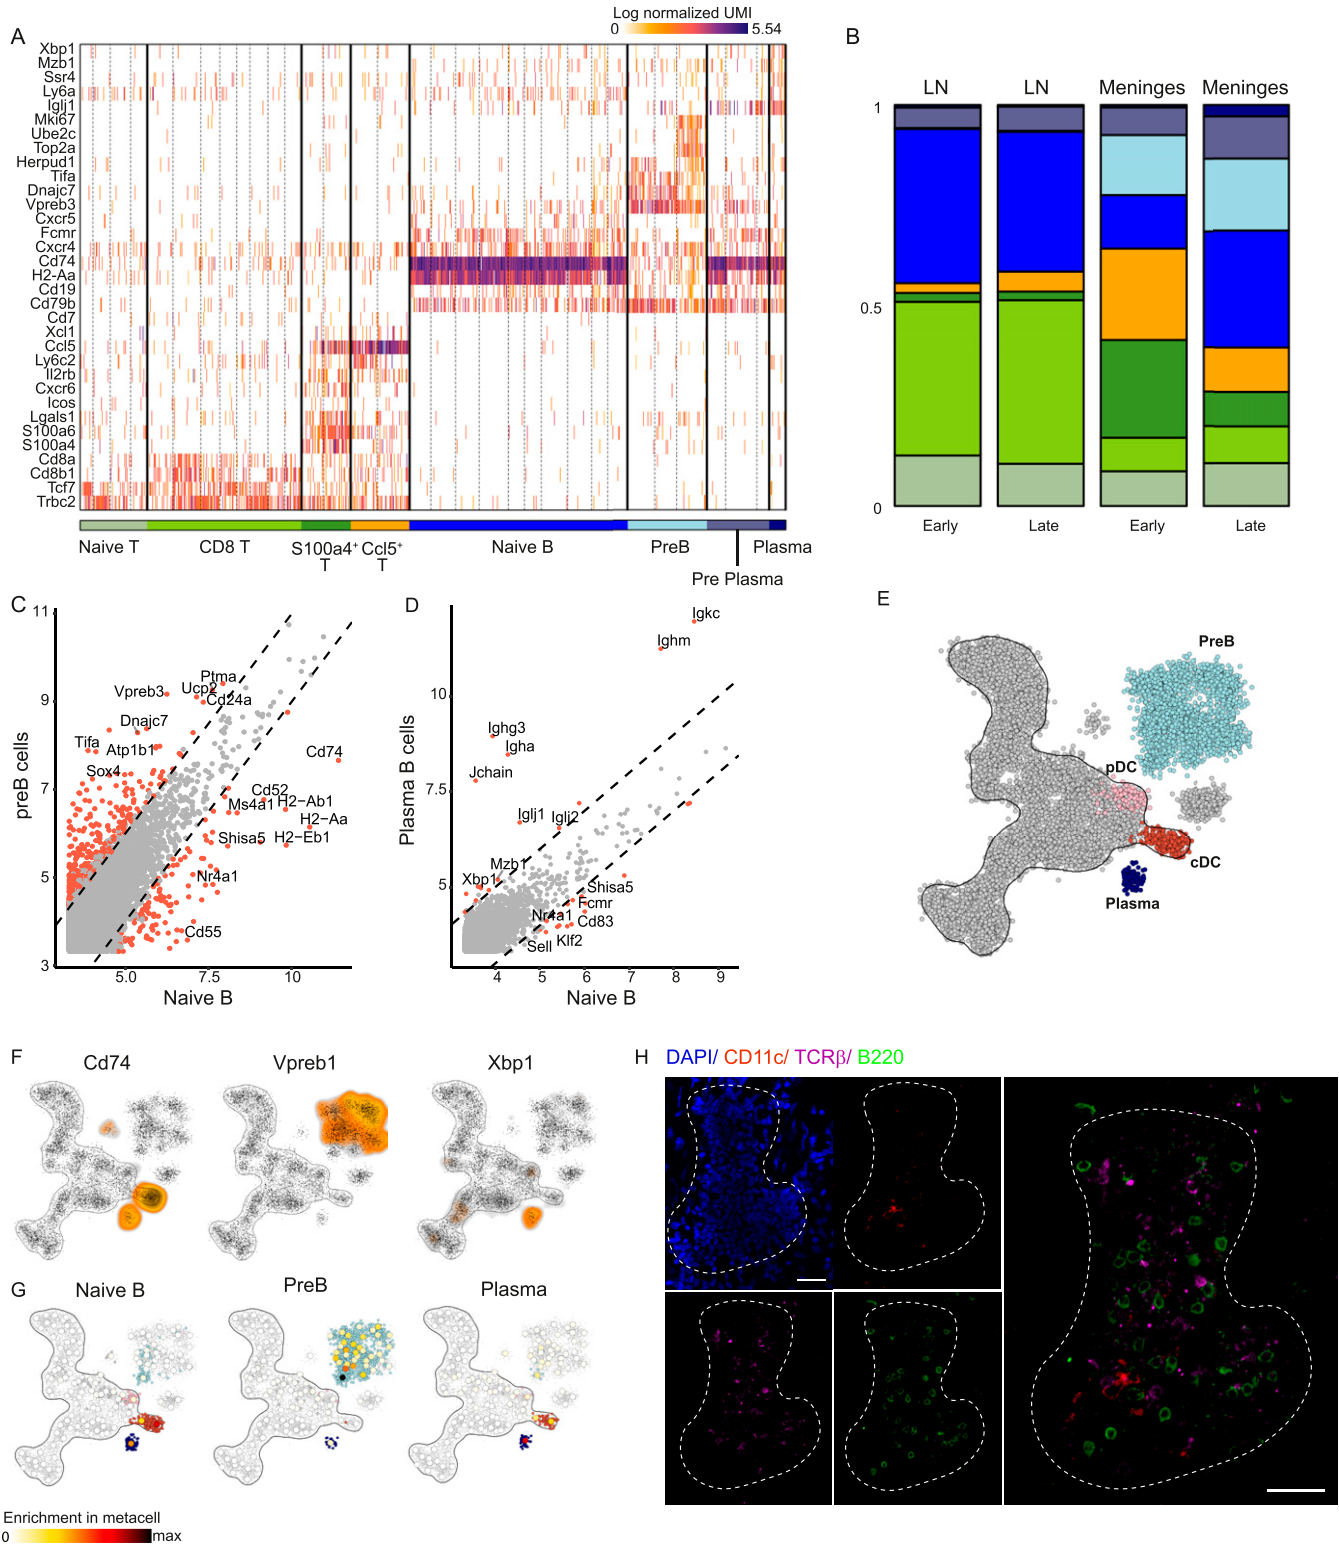 Log normalized UMI
0 5.54
A
Xbp1
Mzb1
Ssr4
Ly6a
Iglj1
Mki67
Ube2c
Top2a
Herpud1
Tifa
Dnajc7
Vpreb3
Cxcr5
Fcmr
Cxcr4
Cd74
H2-Aa
Cd19
Cd79b
Cd7
Xcl1
Ccl5
Ly6c2
Il2rb
Cxcr6
Icos
Lgals1
S100a6
S100a4
Cd8a
Cd8b1
Tcf7
Trbc2
Naive T
CD8 T
S100a4+ T
Ccl5+ T
Naive B
PreB
Pre Plasma
Plasma
B
LN LN Meninges Meninges
1
0.5
0
Early Late Early Late
C
preB cells
11
9
7
5
3
5.0 7.5 10
Naive B
Ptma
Vpreb3
Ucp2
Cd24a
Dnajc7
Tifa
Atp1b1
Sox4
Cd74
Cd52
Ms4a1
H2−Ab1
H2−Aa
Shisa5
H2−Eb1
Nr4a1
Cd55
D
Plasma B cells
10
7.5
5
4 5 6 7 8 9
Naive B
Igkc
Ighm
Ighg3
Igha
Jchain
Iglj1
Iglj2
Mzb1
Xbp1
Shisa5
Fcmr
Nr4a1
Cd83
Klf2
Sell
E
PreB
pDC
cDC
Plasma
F
Cd74 Vpreb1 Xbp1
G
Naive B PreB Plasma
Enrichment in metacell
0 max
H DAPI/ CD11c/ TCRβ/ B220